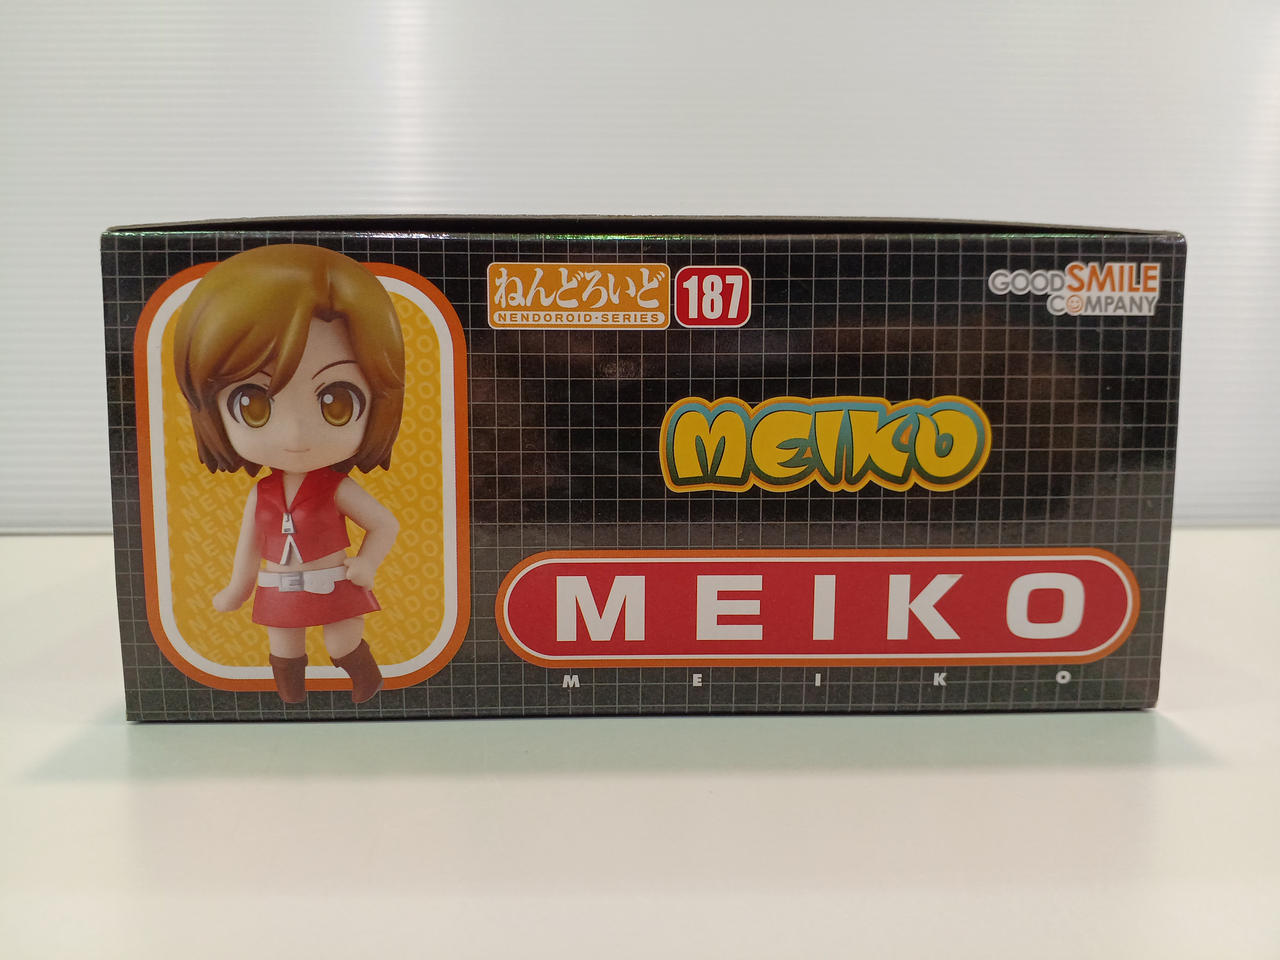 ねんどろいど
NENDOROID・SERIES
187
GOODSMILE
COMPANY
MEIKO
MEIKO
MEIKO